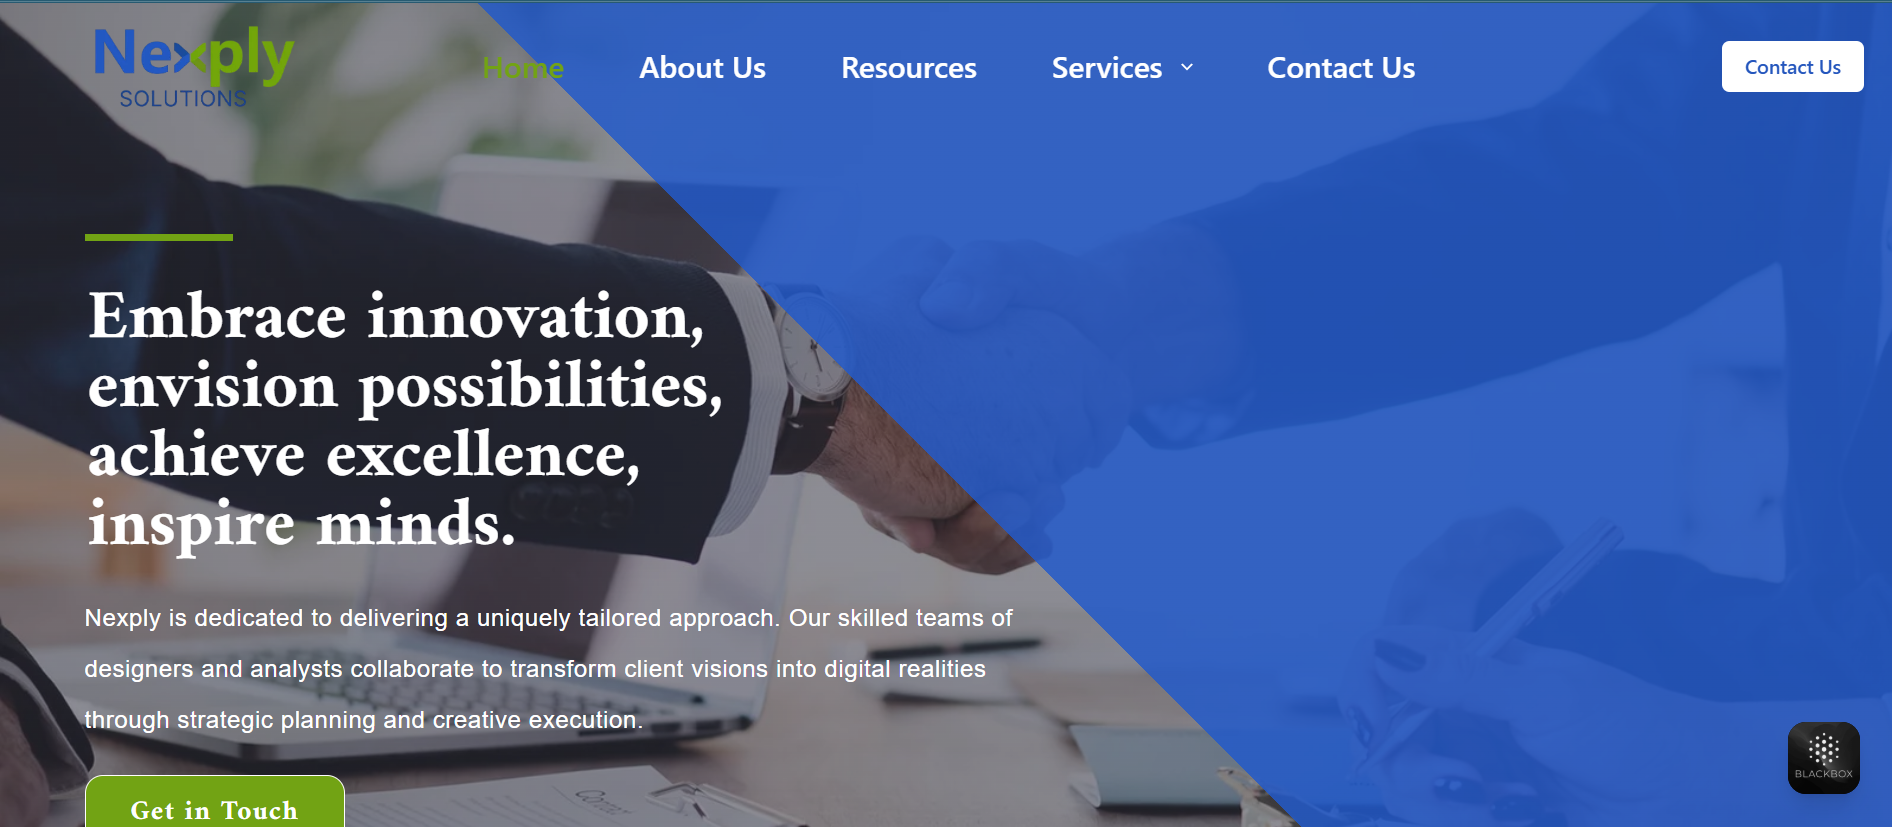 Nexply
SOLUTIONS
Home
About Us
Resources
Services
Contact Us
Contact Us
Embrace innovation,
envision possibilities,
achieve excellence,
inspire minds.
Nexply is dedicated to delivering a uniquely tailored approach. Our skilled teams of
designers and analysts collaborate to transform client visions into digital realities
through strategic planning and creative execution.
Get in Touch
BLACKBOX